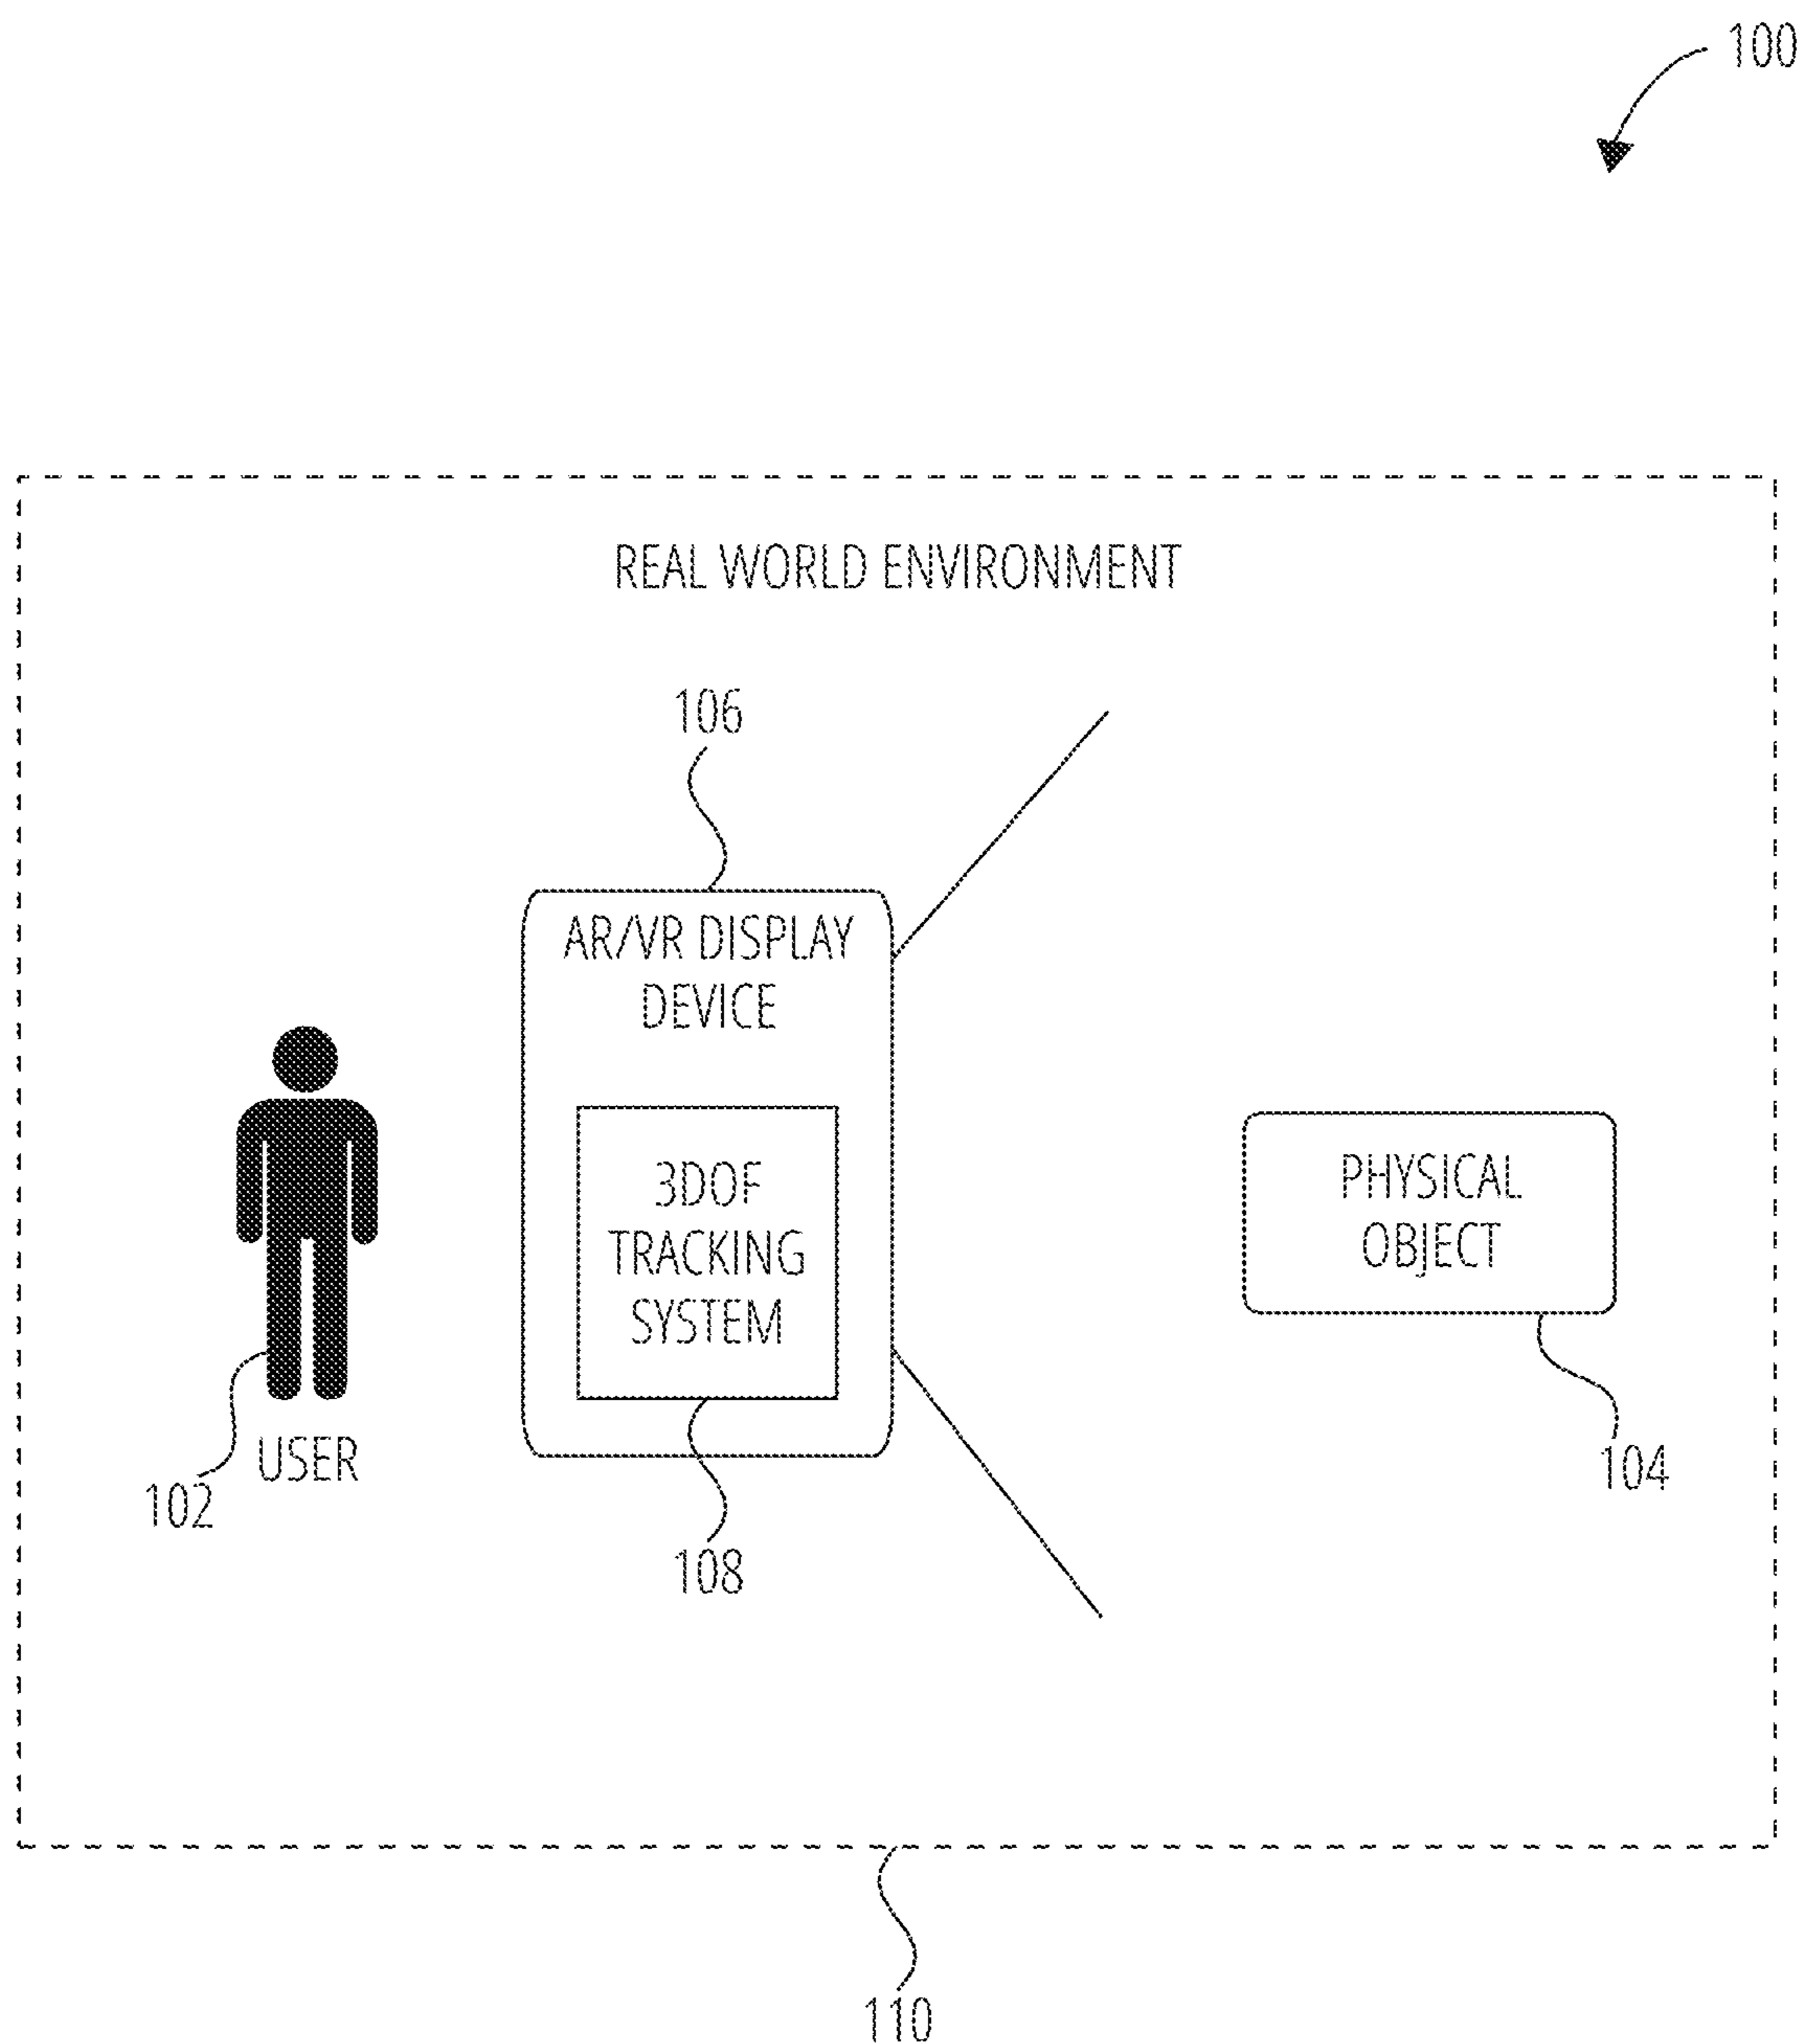 100
REAL WORLD ENVIRONMENT
106
AR/VR DISPLAY
DEVICE
3DOF
TRACKING
SYSTEM
PHYSICAL
OBJECT
USER
102
104
108
110